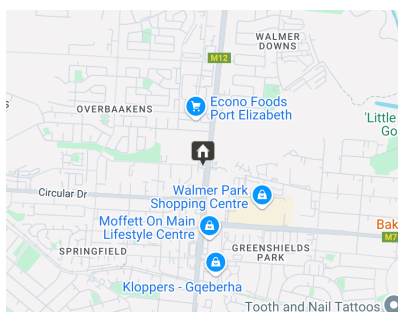 WALMER
DOWNS
M12
Econo Foods
Port Elizabeth
OVERBAAKENS
'Little
Go
s
Circular Dr
Walmer Park
Shopping Centre
Moffett On Main
Lifestyle Centre
Bak
M7
SPRINGFIELD
GREENSHIELDS
PARK
Kloppers - Gqeberha
Tooth and Nail Tattoos